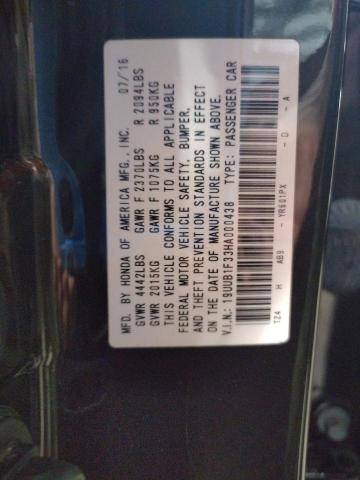 MFD. BY HONDA OF AMERICA MFG., INC. 07/16
GVWR 4442LBS GAWR F 2370LBS R 2094LBS
GVWR 2015KG GAWR F 1075KG R 950KG
THIS VEHICLE CONFORMS TO ALL APPLICABLE
FEDERAL MOTOR VEHICLE SAFETY, BUMPER,
AND THEFT PREVENTION STANDARDS IN EFFECT
ON THE DATE OF MANUFACTURE SHOWN ABOVE.
V.I.N.: 19UUB1F33HA000438 TYPE: PASSENGER CAR
TZ4 H AB9 - YR601PX - D - A